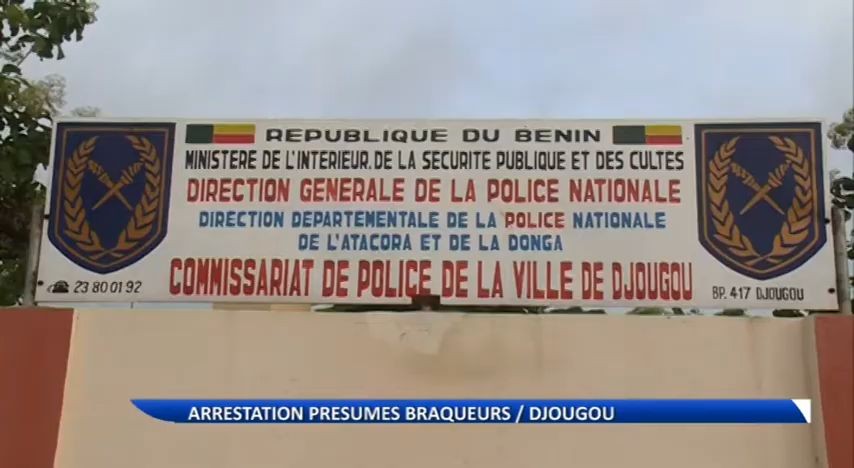 REPUBLIQUE DU BENIN
MINISTERE DE L'INTERIEUR.DE LA SECURITE PUBLIQUE ET DES CULTES
DIRECTION GENERALE DE LA POLICE NATIONALE
DIRECTION DEPARTEMENTALE DE LA POLICE NATIONALE
DE L'ATACORA ET DE LA DONGA
COMMISSARIAT DE POLICE DE LA VILLE DE DJOUGOU
23 80 01 92
BP. 417 DJOUGOU
ARRESTATION PRESUMES BRAQUEURS / DJOUGOU